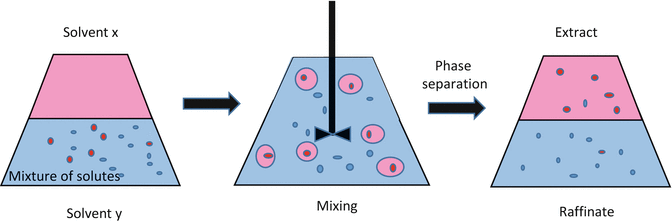 Solvent x
Mixture of solutes
Solvent y
Mixing
Phase
separation
Extract
Raffinate